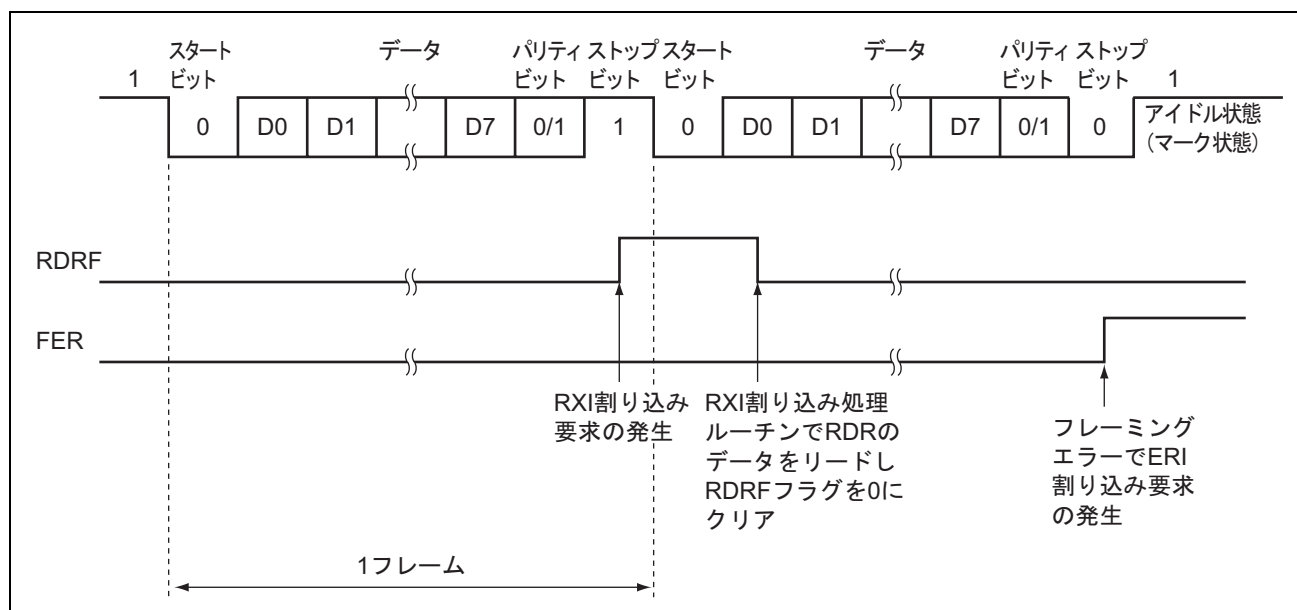 スタート データ パリティ ストップ スタート データ パリティ ストップ
1 ビット ビット ビット ビット ビット ビット 1
0 D0 D1 D7 0/1 1 0 D0 D1 D7 0/1 0 アイドル状態
(マーク状態)
RDRF
FER
RXI割り込み
要求の発生
RXI割り込み処理
ルーチンでRDRの
データをリードし
RDRFフラグを0に
クリア
フレーミング
エラーでERI
割り込み要求
の発生
1フレーム